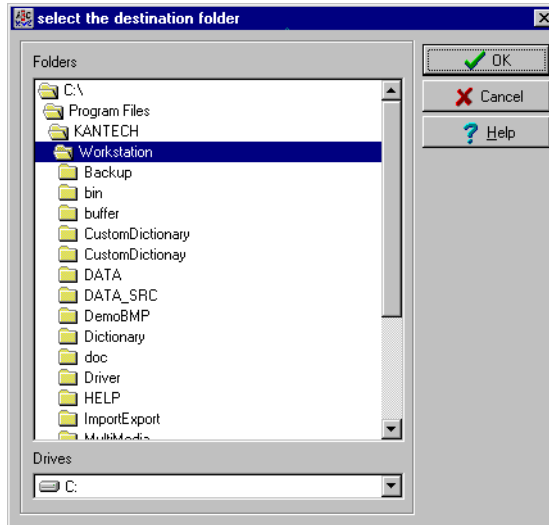 select the destination folder
Folders
C:\
Program Files
KANTECH
Workstation
Backup
bin
buffer
CustomDictionary
CustomDictionay
DATA
DATA_SRC
DemoBMP
Dictionary
doc
Driver
HELP
ImportExport
MultiMedia
Drives
C:
OK
Cancel
Help